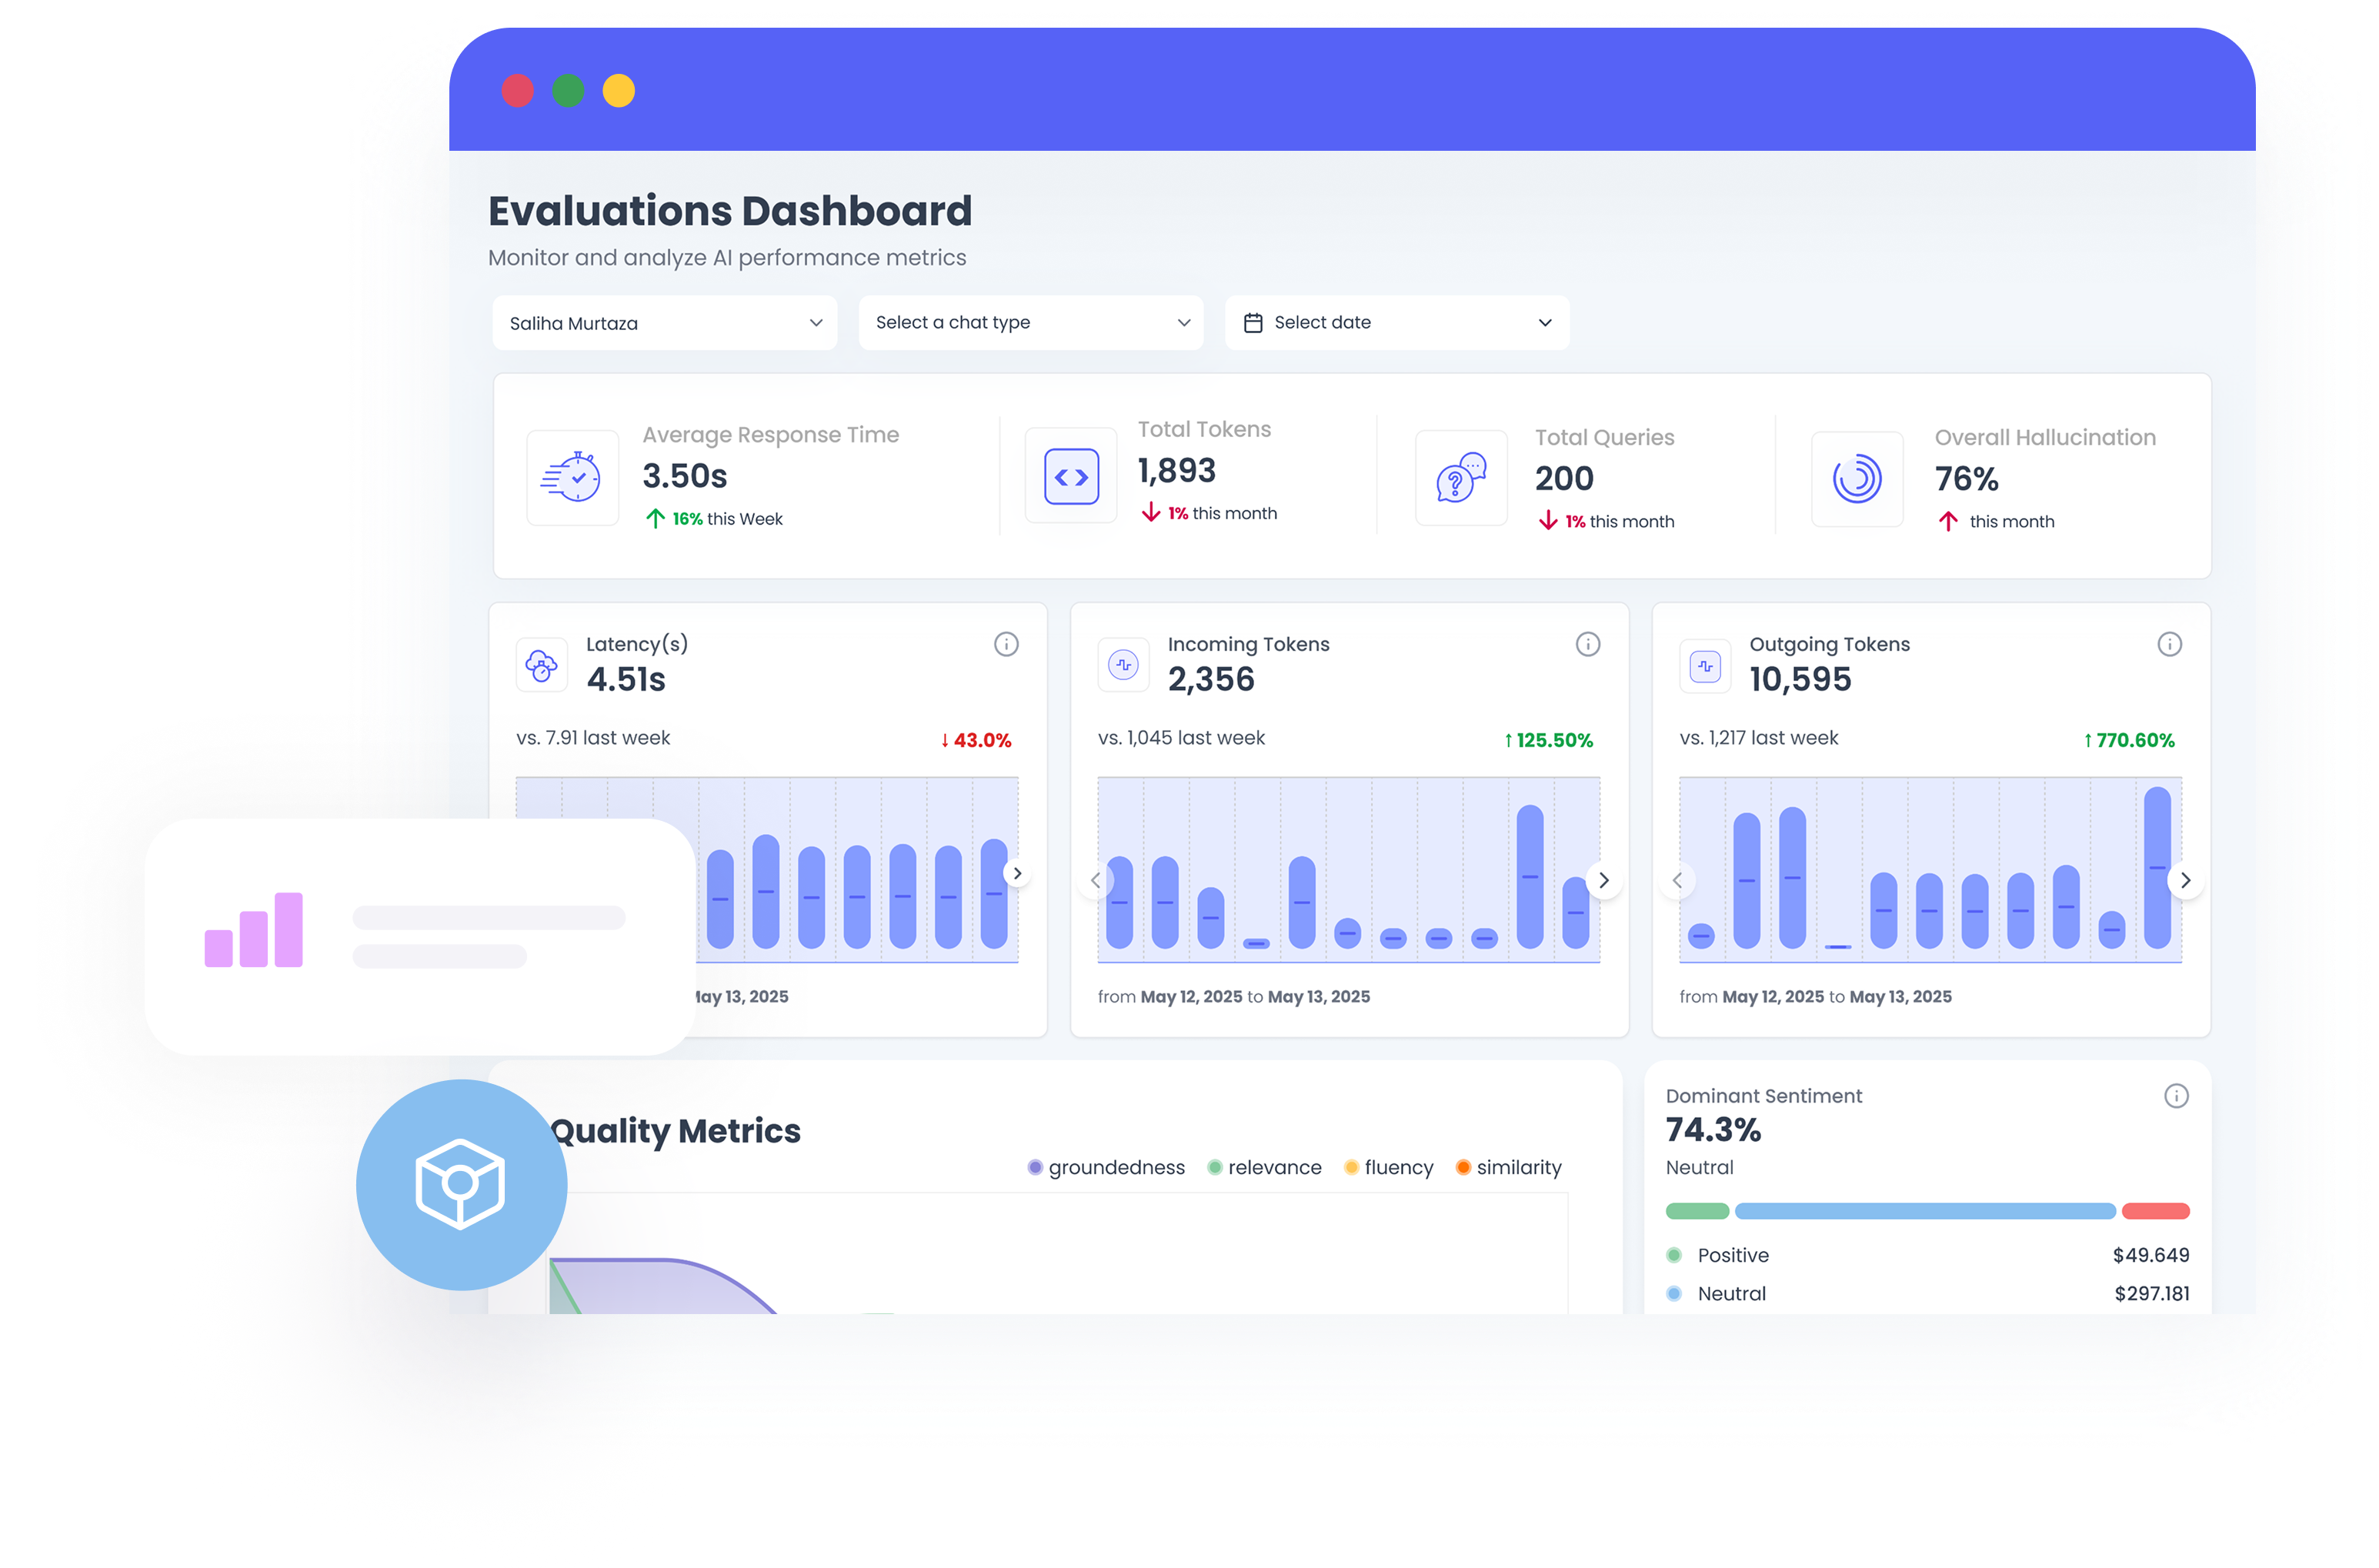 Evaluations Dashboard
Monitor and analyze AI performance metrics
Saliha Murtaza
Select a chat type
Select date
Average Response Time
3.50s
↑ 16% this Week
Total Tokens
1,893
↓ 1% this month
Total Queries
200
↓ 1% this month
Overall Hallucination
76%
↑ this month
Latency(s)
4.51s
vs. 7.91 last week
↓ 43.0%
May 13, 2025
Incoming Tokens
2,356
vs. 1,045 last week
↑ 125.50%
from May 12, 2025 to May 13, 2025
Outgoing Tokens
10,595
vs. 1,217 last week
↑ 770.60%
from May 12, 2025 to May 13, 2025
Quality Metrics
groundedness relevance fluency similarity
Dominant Sentiment
74.3%
Neutral
Positive $49.649
Neutral $297.181